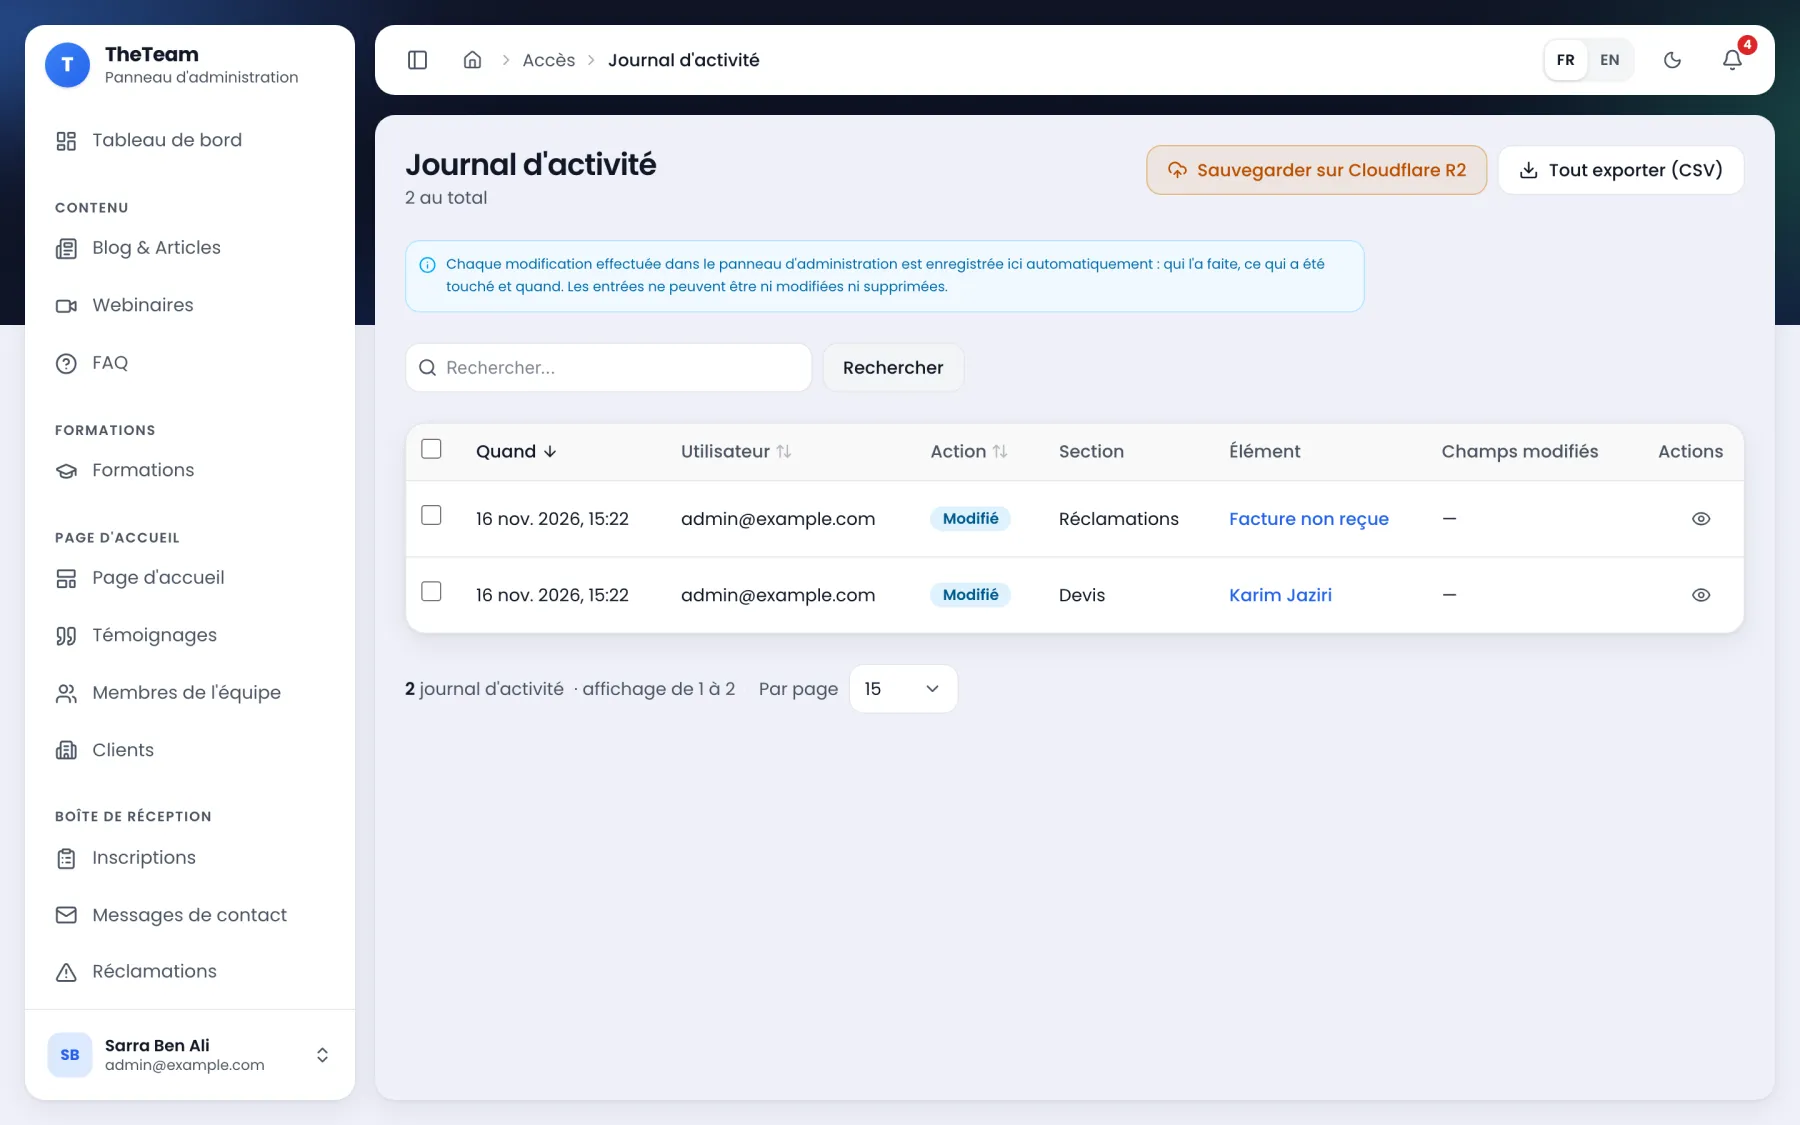 T
TheTeam
Panneau d'administration
Tableau de bord
CONTENU
Blog & Articles
Webinaires
FAQ
FORMATIONS
Formations
PAGE D'ACCUEIL
Page d'accueil
Témoignages
Membres de l'équipe
Clients
BOÎTE DE RÉCEPTION
Inscriptions
Messages de contact
Réclamations
SB
Sarra Ben Ali
admin@example.com
Accès
Journal d'activité
FR EN
4
Journal d'activité
2 au total
Sauvegarder sur Cloudflare R2
Tout exporter (CSV)
Chaque modification effectuée dans le panneau d'administration est enregistrée ici automatiquement : qui l'a faite, ce qui a été
touché et quand. Les entrées ne peuvent être ni modifiées ni supprimées.
Rechercher...
Rechercher
Quand Utilisateur Action Section Élément Champs modifiés Actions
16 nov. 2026, 15:22 admin@example.com Modifié Réclamations Facture non reçue —
16 nov. 2026, 15:22 admin@example.com Modifié Devis Karim Jaziri —
2 journal d'activité · affichage de 1 à 2 Par page 15